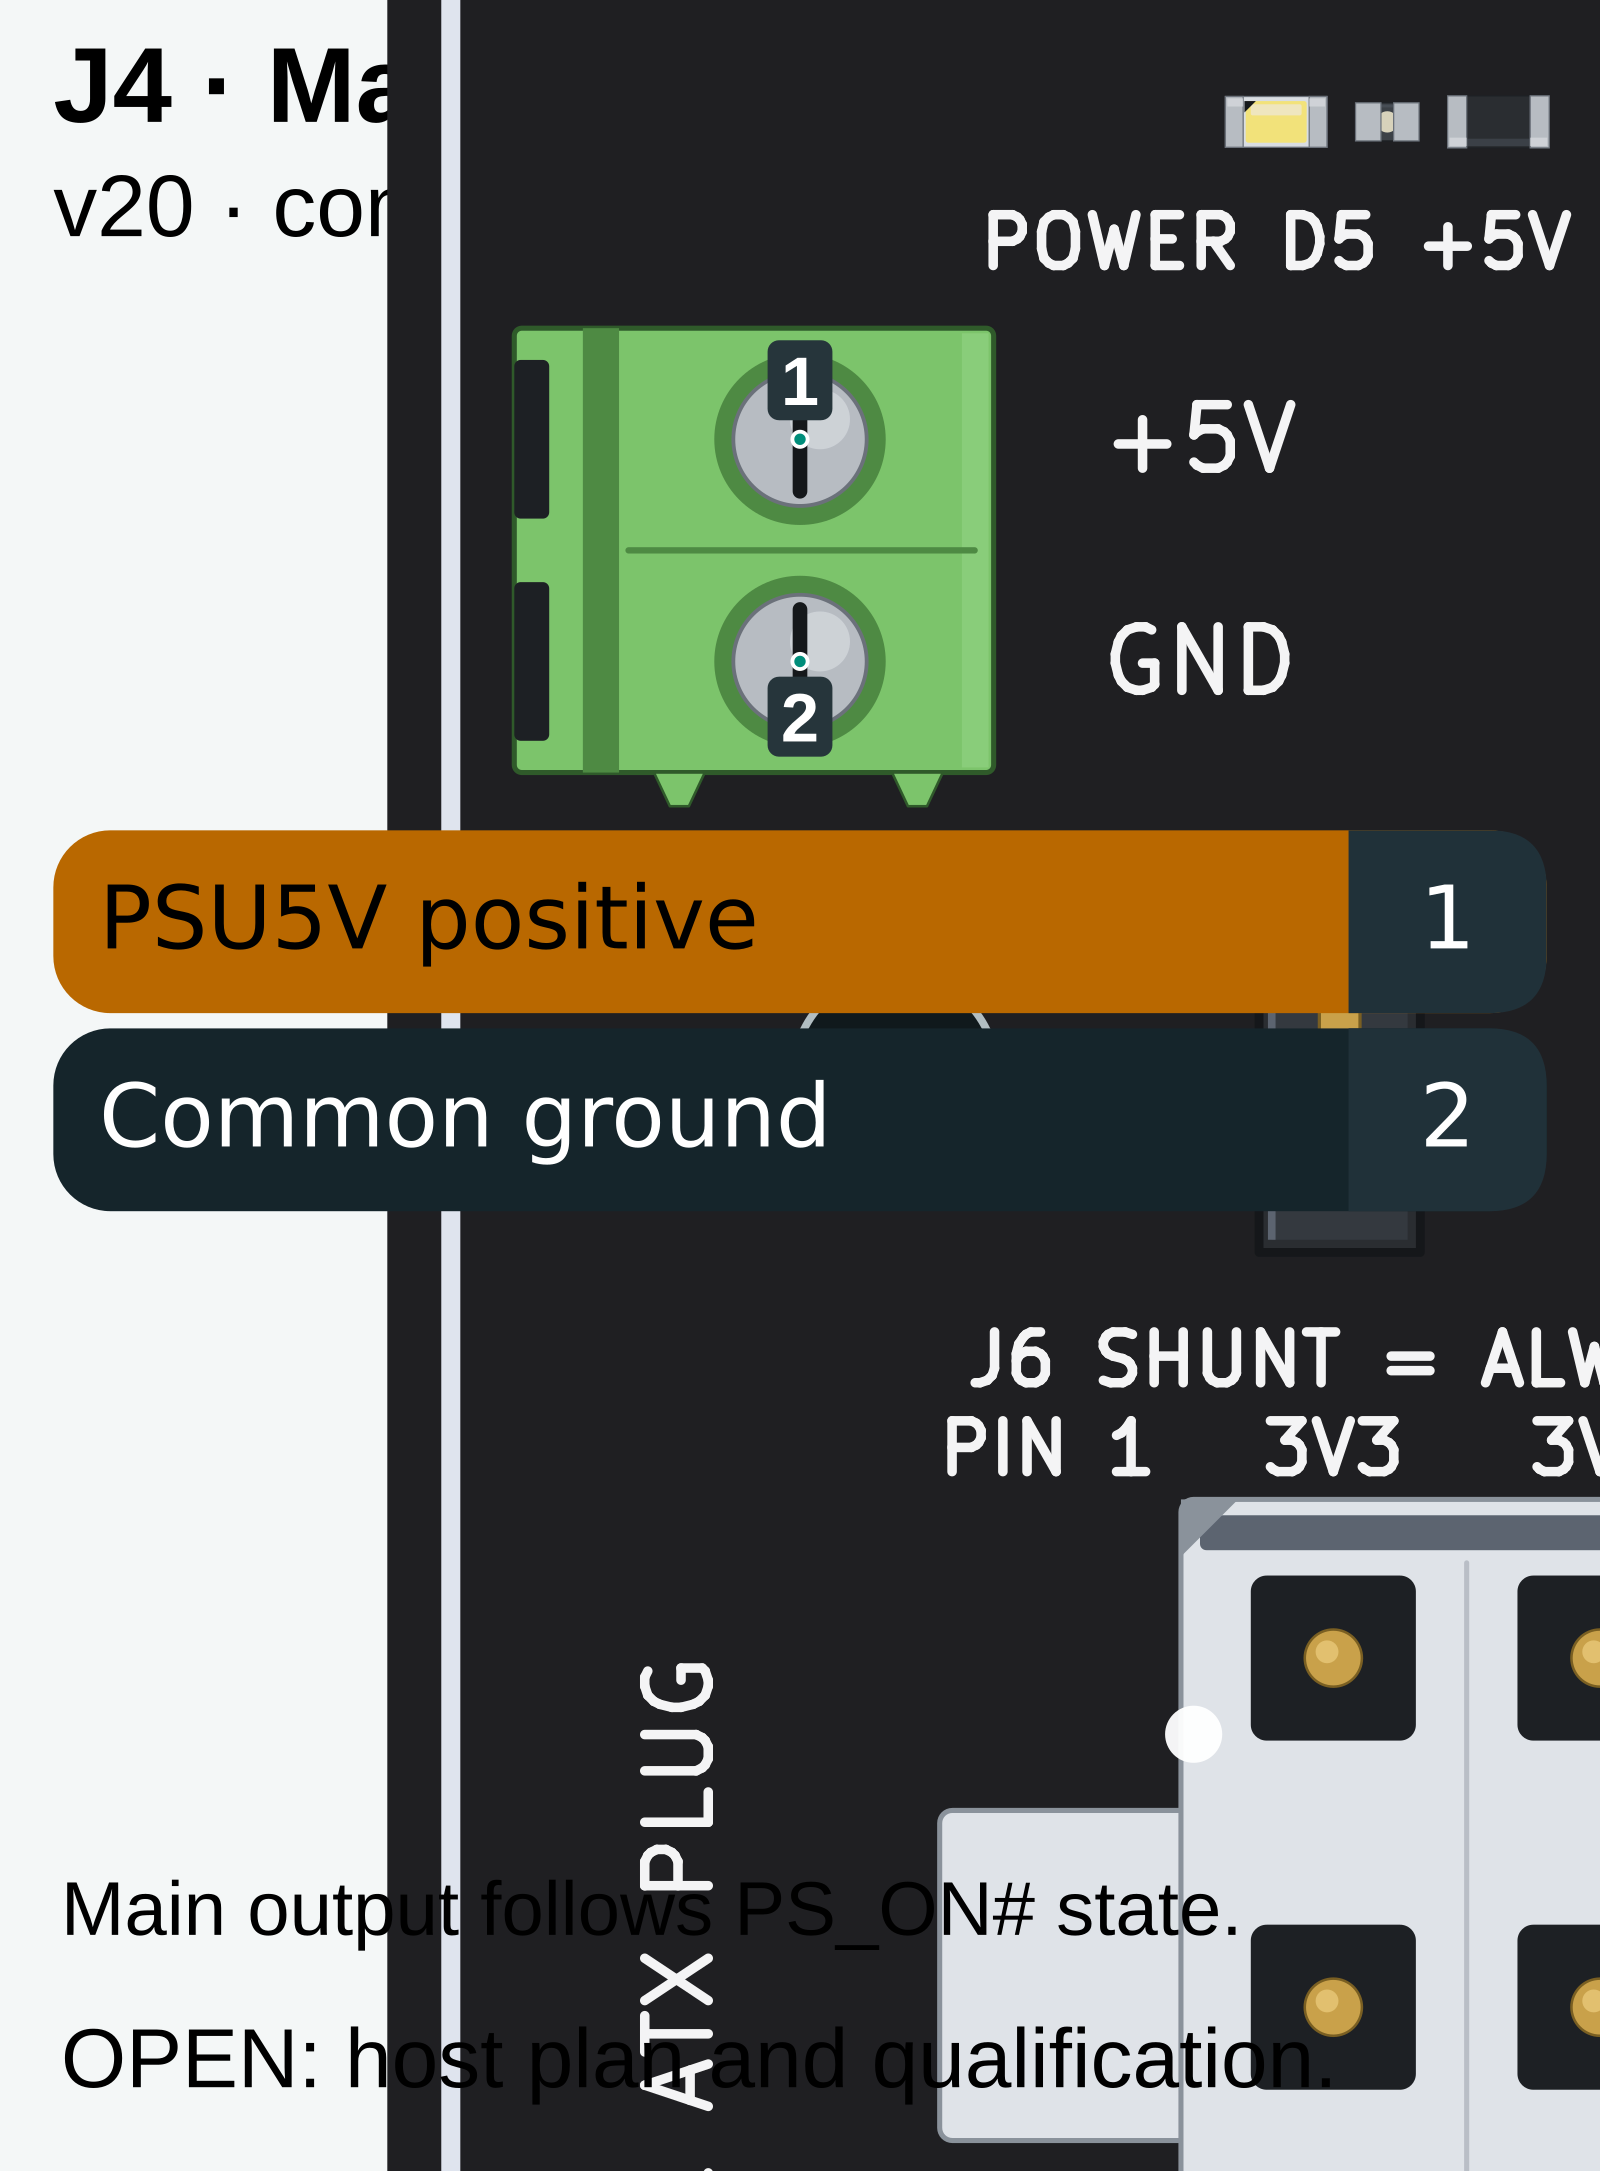 J4 · Ma
v20 · con
POWER D5 +5V
1
+5V
2
GND
PSU5V positive 1
Common ground 2
J6 SHUNT = ALW
PIN 1 3V3 3V
ATX PLUG
Main output follows PS_ON# state.
OPEN: host plan and qualification.